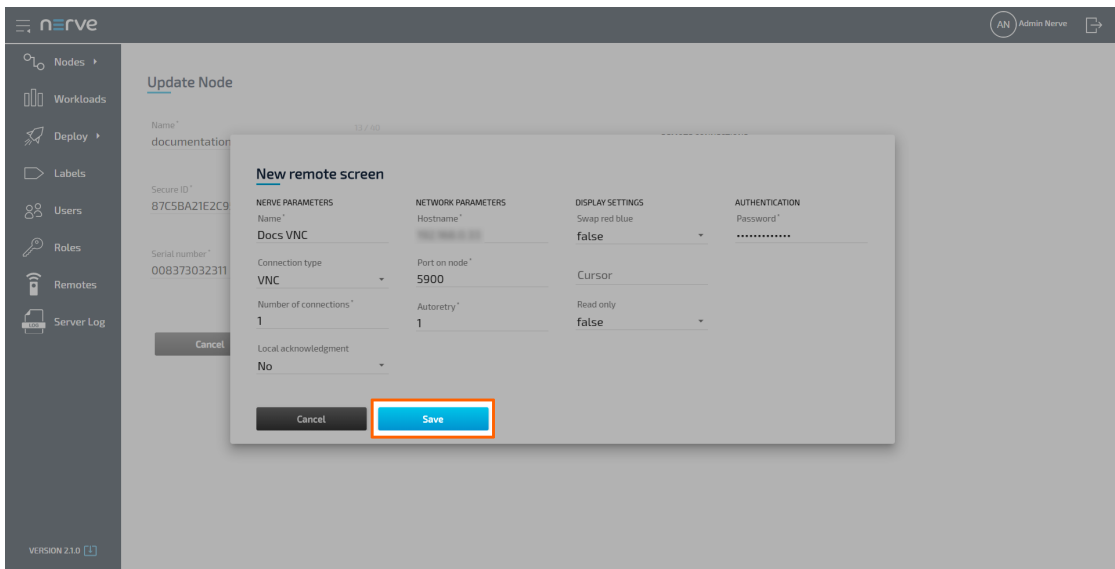 nerve
AN Admin Nerve
Nodes
Workloads
Deploy
Labels
Users
Roles
Remotes
LOG Server Log
VERSION 2.1.0
Update Node
Name*
13 / 40
documentation
Secure ID*
87C5BA21E2C9
Serial number*
008373032311
Cancel
New remote screen
NERVE PARAMETERS
Name*
Docs VNC
Connection type
VNC
Number of connections*
1
Local acknowledgment
No
NETWORK PARAMETERS
Hostname*
Port on node*
5900
Autoretry*
1
DISPLAY SETTINGS
Swap red blue
false
Cursor
Read only
false
AUTHENTICATION
Password*
•••••••••••••
Cancel
Save